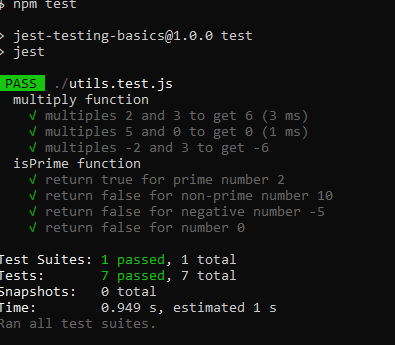 $ npm test
> jest-testing-basics@1.0.0 test
> jest
PASS ./utils.test.js
multiply function
√ multiples 2 and 3 to get 6 (3 ms)
√ multiples 5 and 0 to get 0 (1 ms)
√ multiples -2 and 3 to get -6
isPrime function
√ return true for prime number 2
√ return false for non-prime number 10
√ return false for negative number -5
√ return false for number 0
Test Suites: 1 passed, 1 total
Tests: 7 passed, 7 total
Snapshots: 0 total
Time: 0.949 s, estimated 1 s
Ran all test suites.